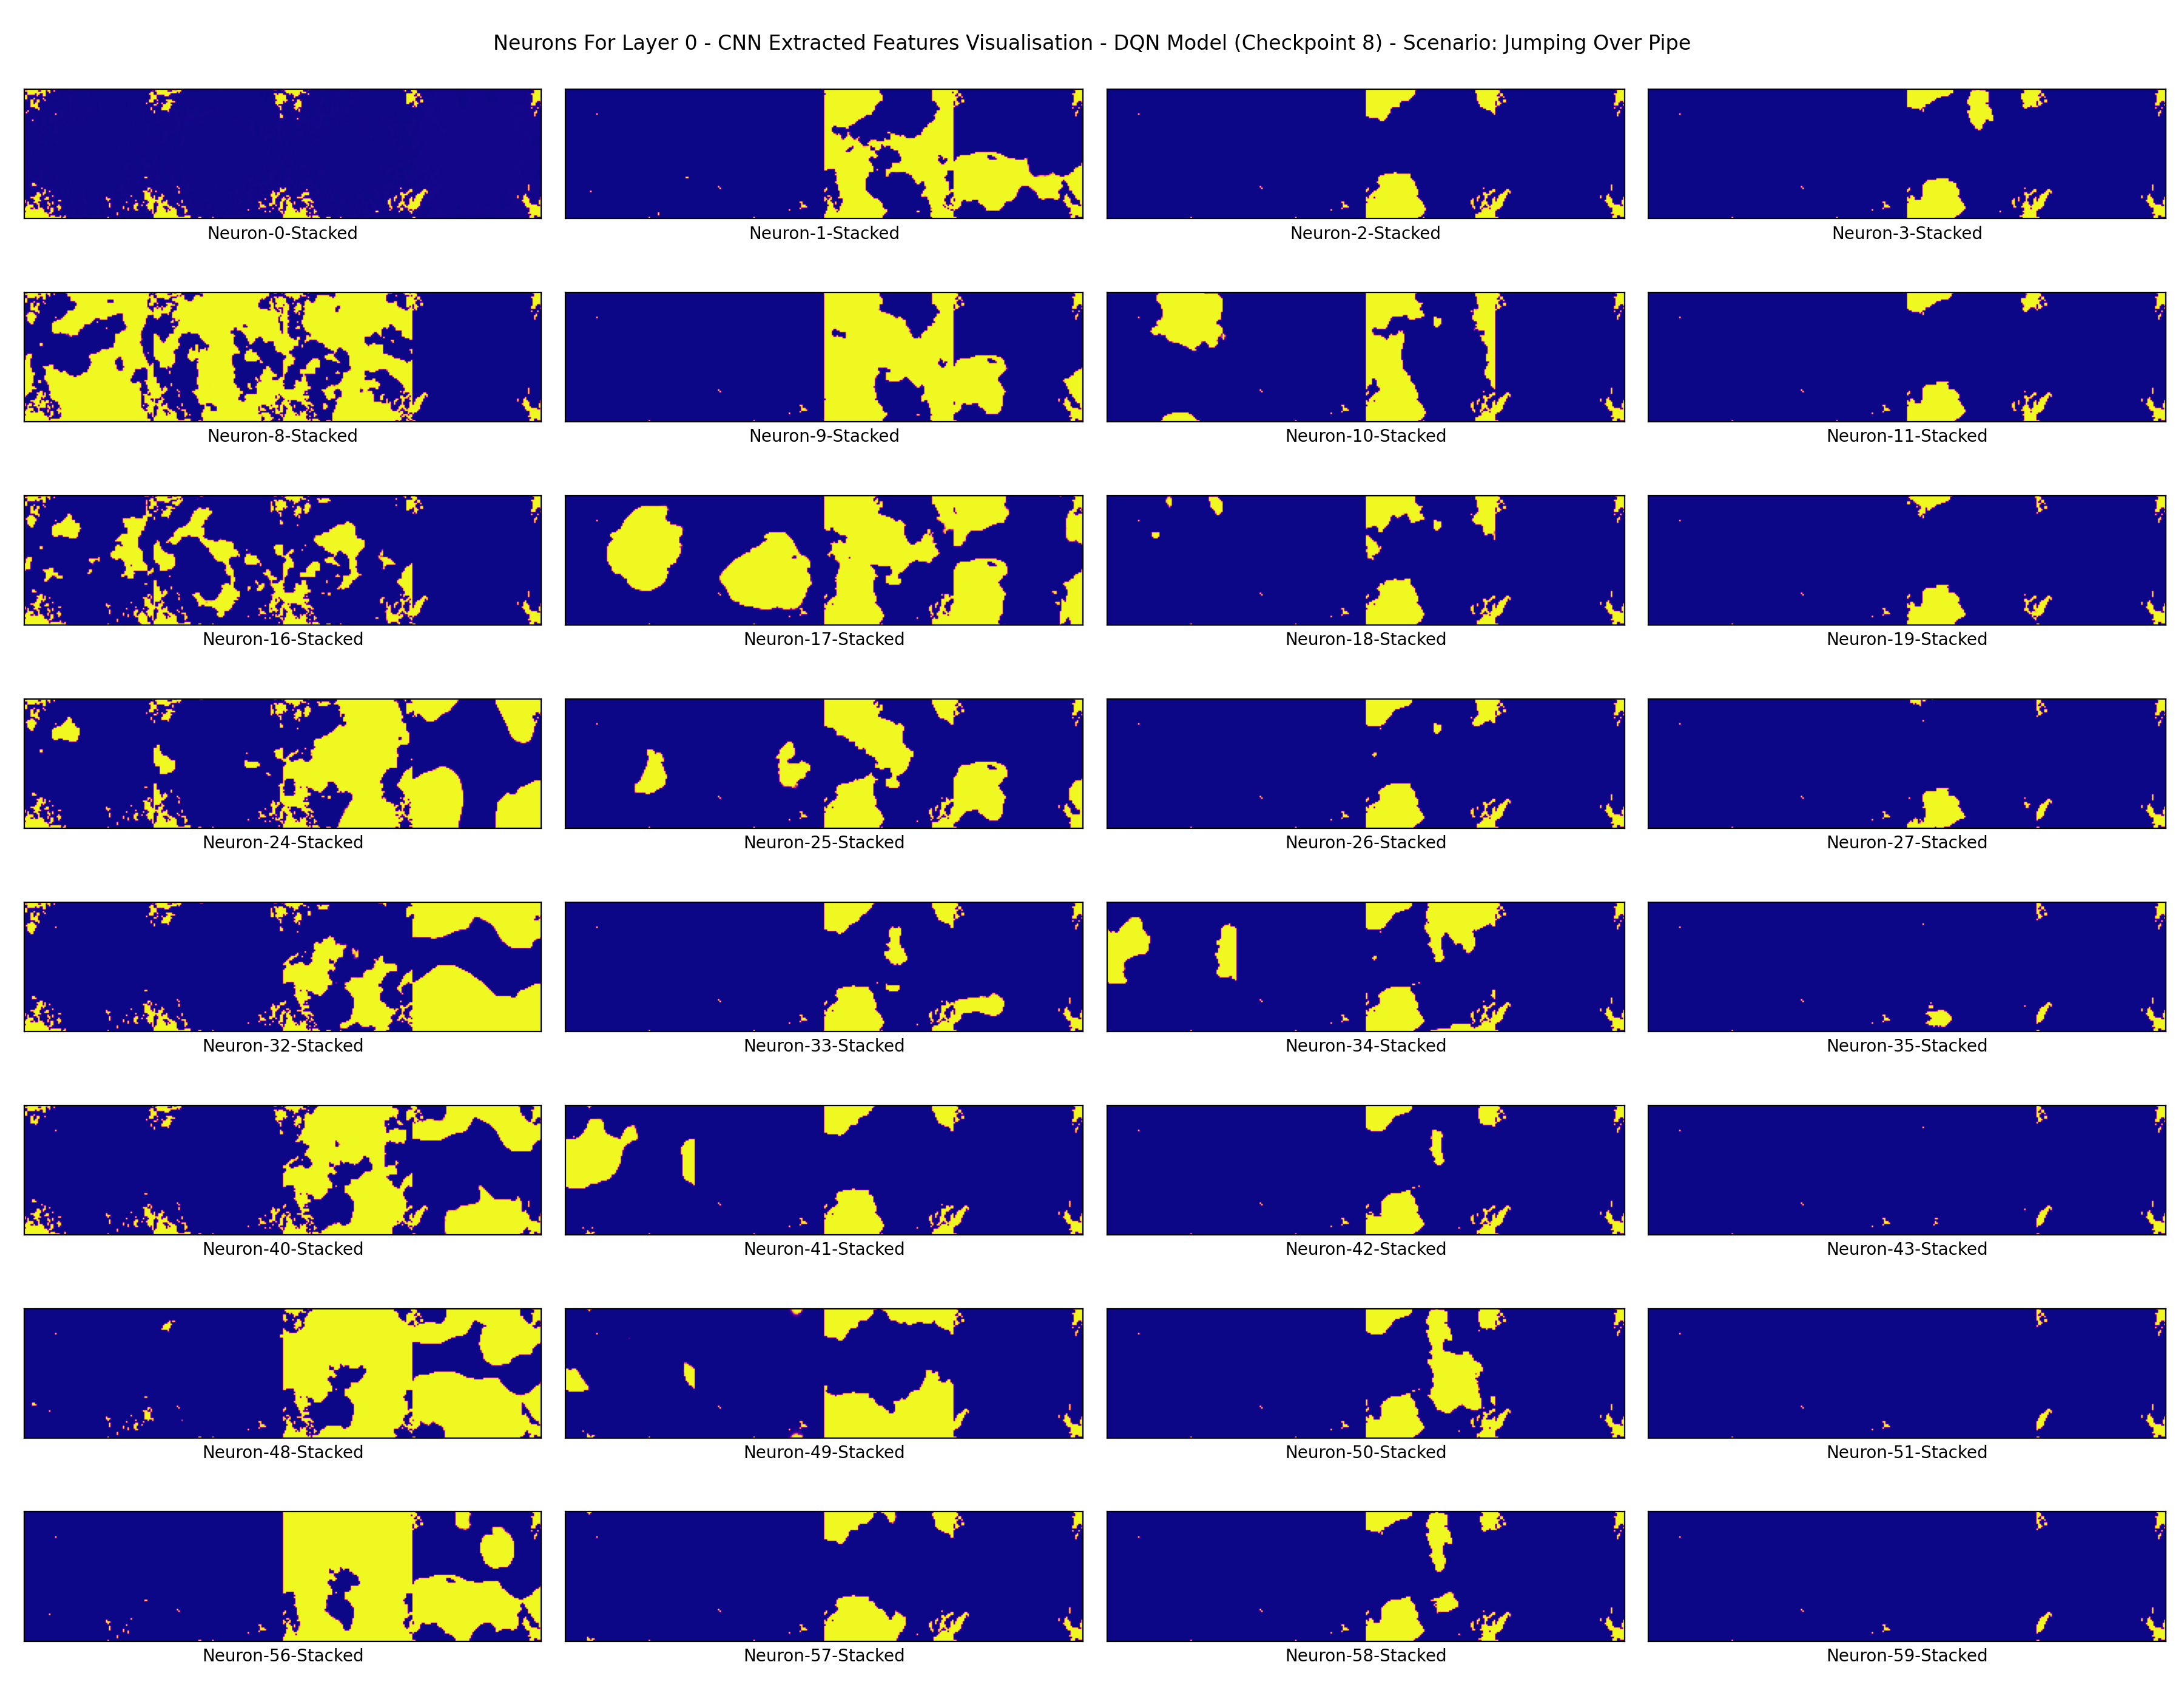 Neurons For Layer 0 - CNN Extracted Features Visualisation - DQN Model (Checkpoint 8) - Scenario: Jumping Over Pipe
Neuron-0-Stacked
Neuron-1-Stacked
Neuron-2-Stacked
Neuron-3-Stacked
Neuron-8-Stacked
Neuron-9-Stacked
Neuron-10-Stacked
Neuron-11-Stacked
Neuron-16-Stacked
Neuron-17-Stacked
Neuron-18-Stacked
Neuron-19-Stacked
Neuron-24-Stacked
Neuron-25-Stacked
Neuron-26-Stacked
Neuron-27-Stacked
Neuron-32-Stacked
Neuron-33-Stacked
Neuron-34-Stacked
Neuron-35-Stacked
Neuron-40-Stacked
Neuron-41-Stacked
Neuron-42-Stacked
Neuron-43-Stacked
Neuron-48-Stacked
Neuron-49-Stacked
Neuron-50-Stacked
Neuron-51-Stacked
Neuron-56-Stacked
Neuron-57-Stacked
Neuron-58-Stacked
Neuron-59-Stacked